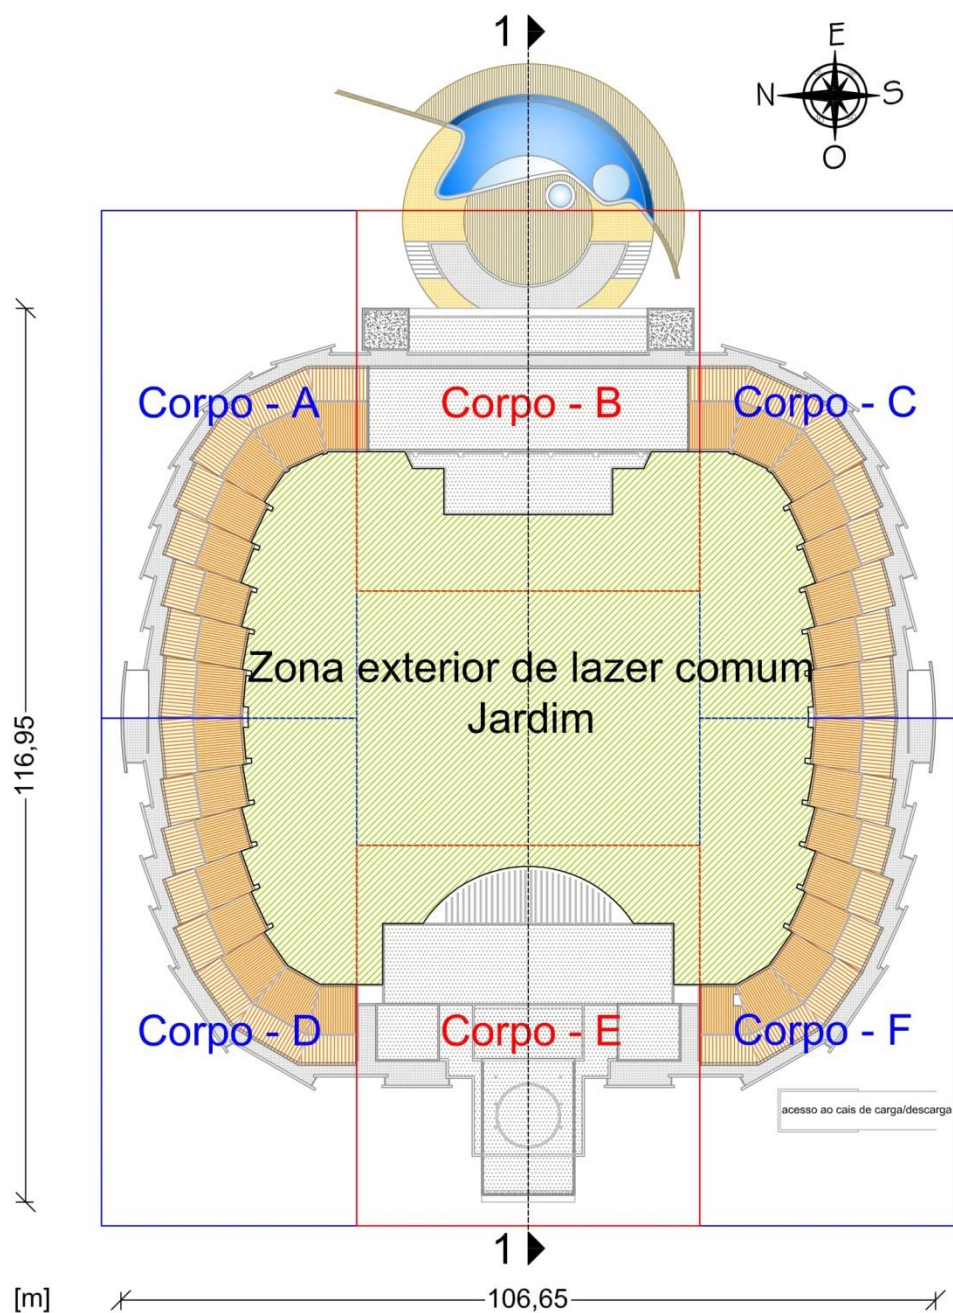 1
E
N S
O
Corpo - A Corpo - B Corpo - C
Zona exterior de lazer comum
Jardim
116,95
Corpo - D Corpo - E Corpo - F
acesso ao cais de carga/descarga
1
[m] 106,65